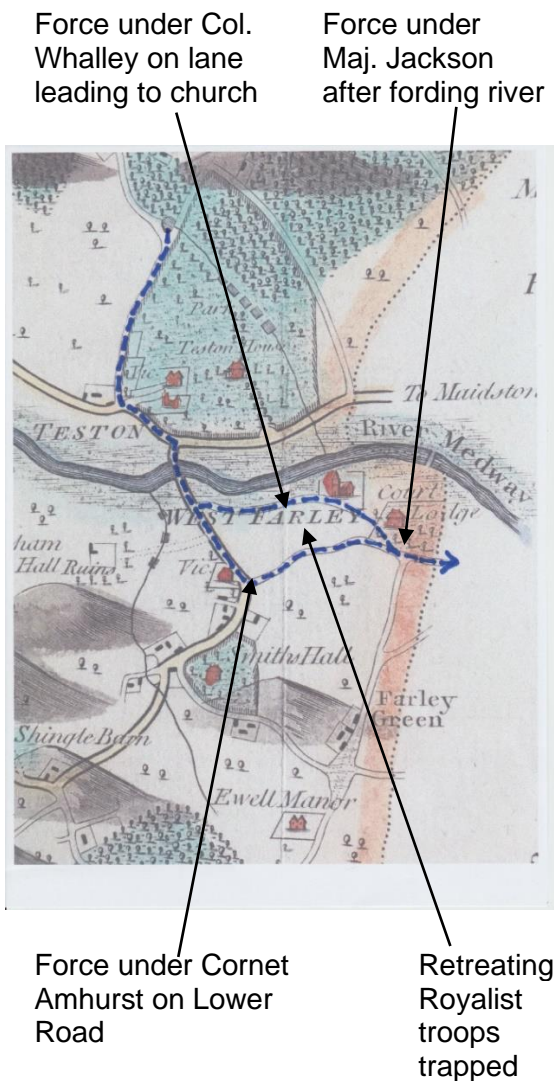 Force under Col.
Whalley on lane
leading to church
Force under
Maj. Jackson
after fording river
Park
Teston House
Vic.
To Maidston
TESTON
River Medway
WEST FARLEY
Court
Lodge
ham
Hall Ruins
Vic.
Smiths Hall
Farley
Green
Shingle Barn
Ewell Manor
Force under Cornet
Amhurst on Lower
Road
Retreating
Royalist
troops
trapped